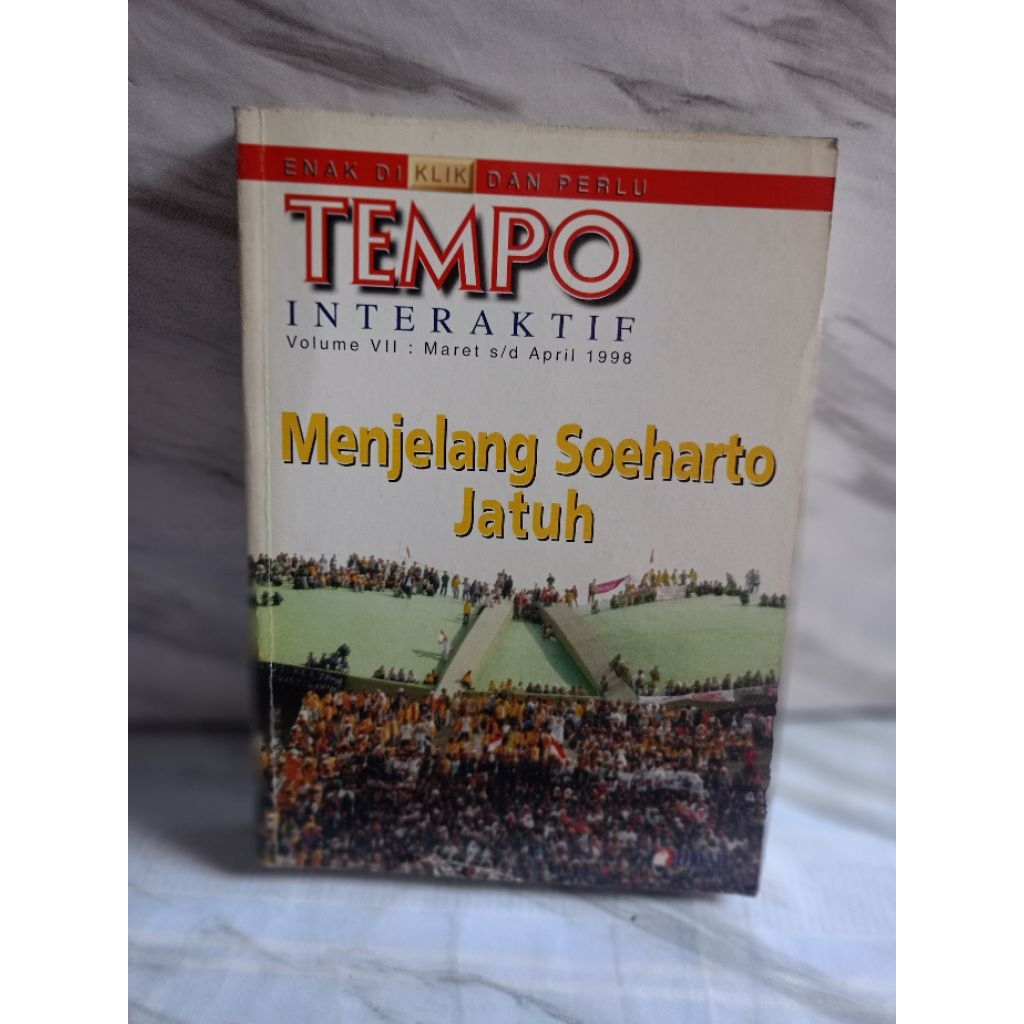 ENAK DI KLIK DAN PERLU
TEMPO
INTERAKTIF
Volume VII : Maret s/d April 1998
Menjelang Soeharto
Jatuh